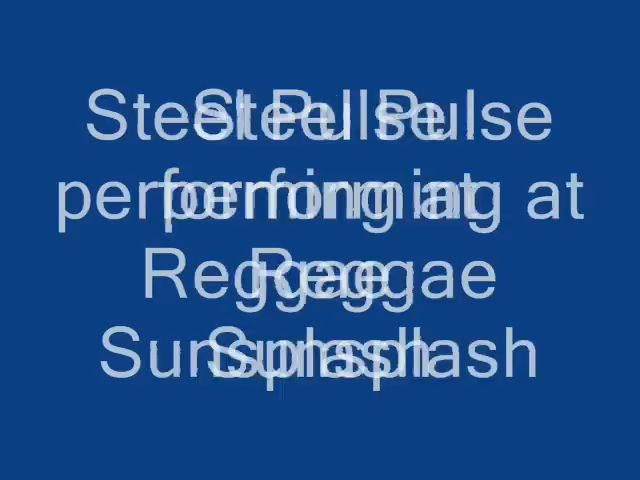 Steel Pulse
performing at
Reggae
Sunsplash